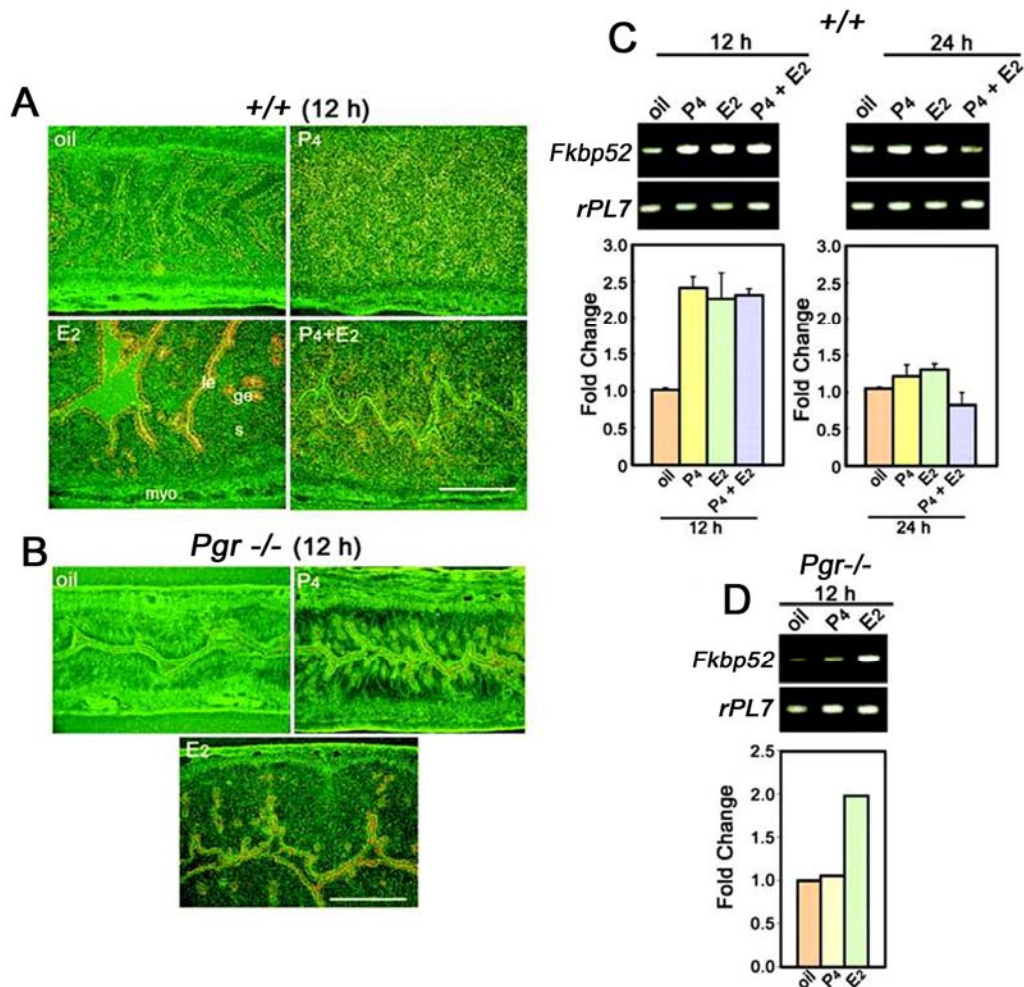 A
+/+ (12 h)
oil
P4
E2
le
ge
s
myo
P4+E2
B
Pgr -/- (12 h)
oil
P4
E2
C
+/+
12 h
24 h
oil
P4
E2
P4 + E2
oil
P4
E2
P4 + E2
Fkbp52
rPL7
Fold Change
3.0
2.5
2.0
1.5
1.0
0.5
0
oil
P4
E2
P4 + E2
12 h
Fold Change
3.0
2.5
2.0
1.5
1.0
0.5
0
oil
P4
E2
P4 + E2
24 h
D
Pgr-/-
12 h
oil
P4
E2
Fkbp52
rPL7
Fold Change
2.5
2.0
1.5
1.0
0.5
0.0
oil
P4
E2